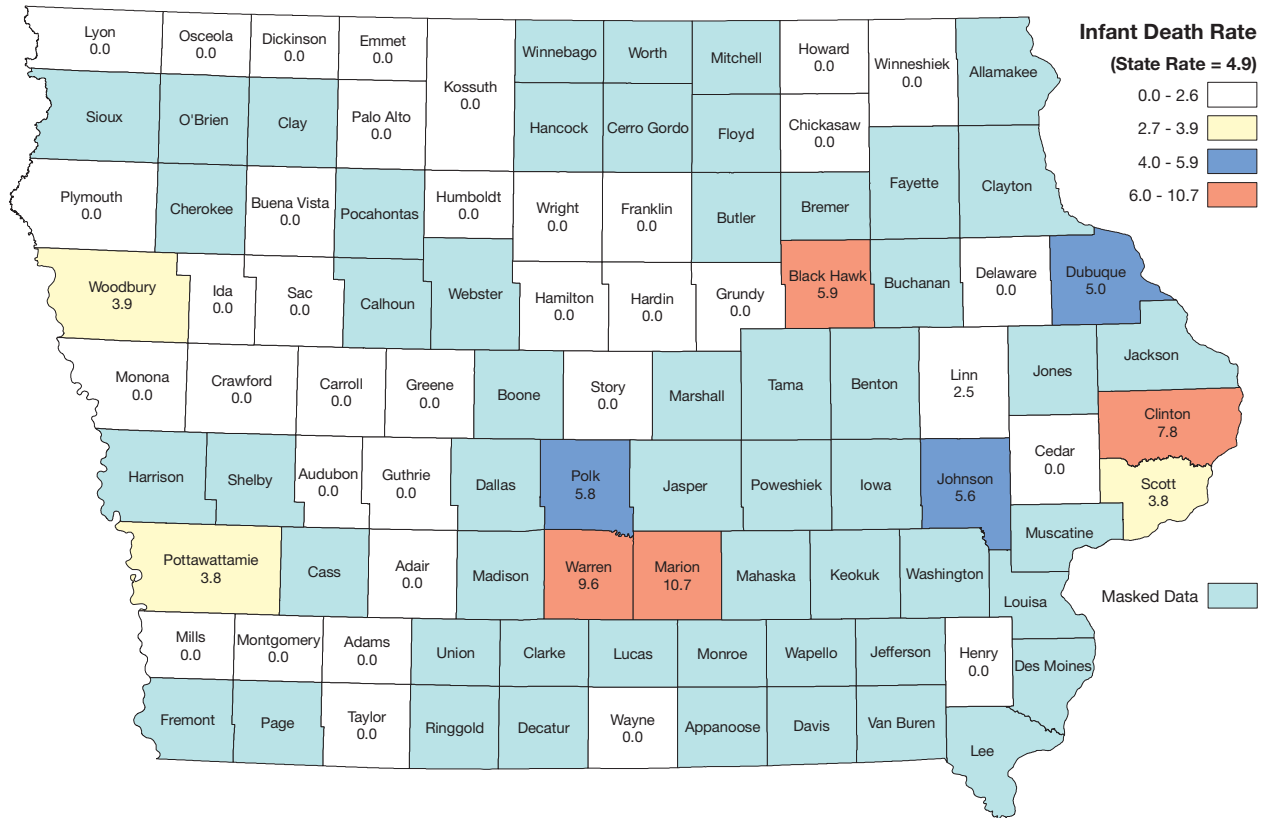 Infant Death Rate
(State Rate = 4.9)
0.0 - 2.6
2.7 - 3.9
4.0 - 5.9
6.0 - 10.7
Lyon
0.0
Osceola
0.0
Dickinson
0.0
Emmet
0.0
Kossuth
0.0
Winnebago
Worth
Mitchell
Howard
0.0
Winneshiek
0.0
Allamakee
Sioux
O'Brien
Clay
Palo Alto
0.0
Hancock
Cerro Gordo
Floyd
Chickasaw
0.0
Fayette
Clayton
Plymouth
0.0
Cherokee
Buena Vista
0.0
Pocahontas
Humboldt
0.0
Wright
0.0
Franklin
0.0
Butler
Bremer
Woodbury
3.9
Ida
0.0
Sac
0.0
Calhoun
Webster
Hamilton
0.0
Hardin
0.0
Grundy
0.0
Black Hawk
5.9
Buchanan
Delaware
0.0
Dubuque
5.0
Monona
0.0
Crawford
0.0
Carroll
0.0
Greene
0.0
Boone
Story
0.0
Marshall
Tama
Benton
Linn
2.5
Jones
Jackson
Clinton
7.8
Harrison
Shelby
Audubon
0.0
Guthrie
0.0
Dallas
Polk
5.8
Jasper
Poweshiek
Iowa
Johnson
5.6
Cedar
0.0
Scott
3.8
Muscatine
Pottawattamie
3.8
Cass
Adair
0.0
Madison
Warren
9.6
Marion
10.7
Mahaska
Keokuk
Washington
Louisa
Masked Data
Mills
0.0
Montgomery
0.0
Adams
0.0
Union
Clarke
Lucas
Monroe
Wapello
Jefferson
Henry
0.0
Des Moines
Fremont
Page
Taylor
0.0
Ringgold
Decatur
Wayne
0.0
Appanoose
Davis
Van Buren
Lee